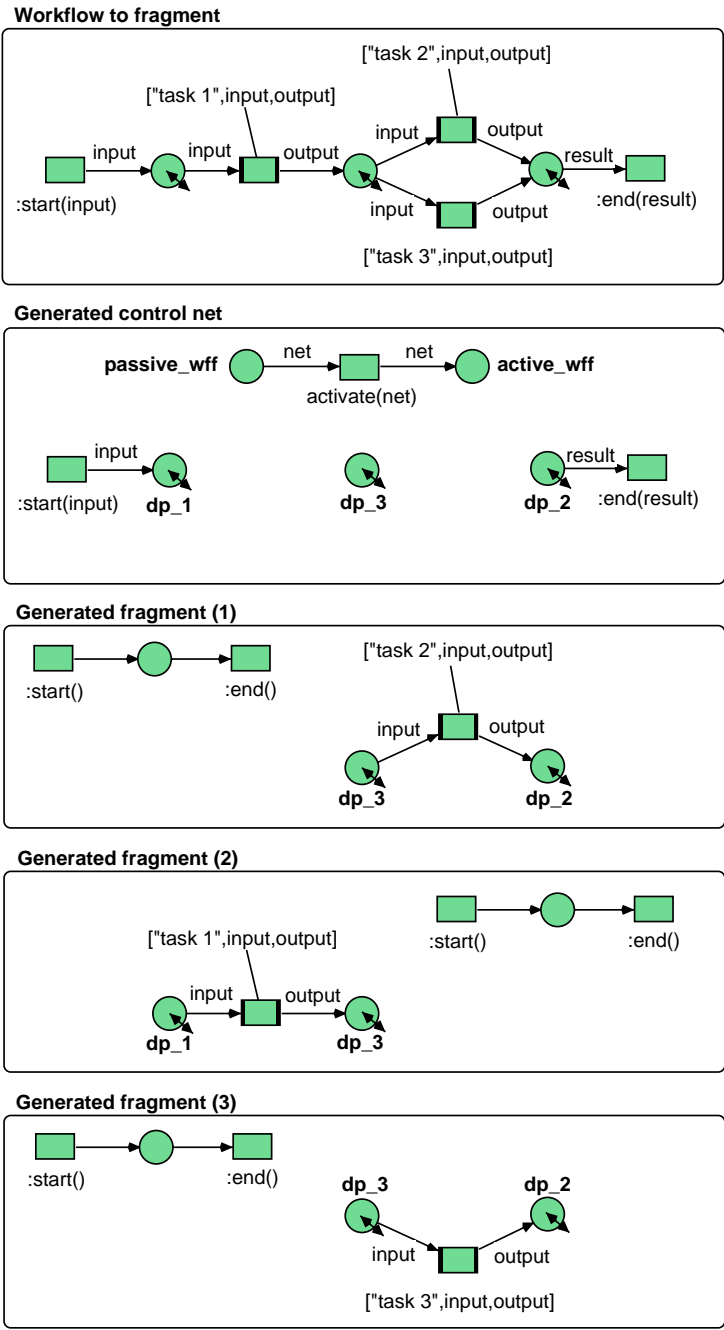 Workflow to fragment
["task 2",input,output]
["task 1",input,output]
input output
input input output result
:start(input) input output :end(result)
["task 3",input,output]
Generated control net
passive_wff net net active_wff
activate(net)
input result
:start(input) dp_1 dp_3 dp_2 :end(result)
Generated fragment (1)
["task 2",input,output]
:start() :end()
input output
dp_3 dp_2
Generated fragment (2)
["task 1",input,output] :start() :end()
input output
dp_1 dp_3
Generated fragment (3)
:start() :end() dp_3 dp_2
input output
["task 3",input,output]